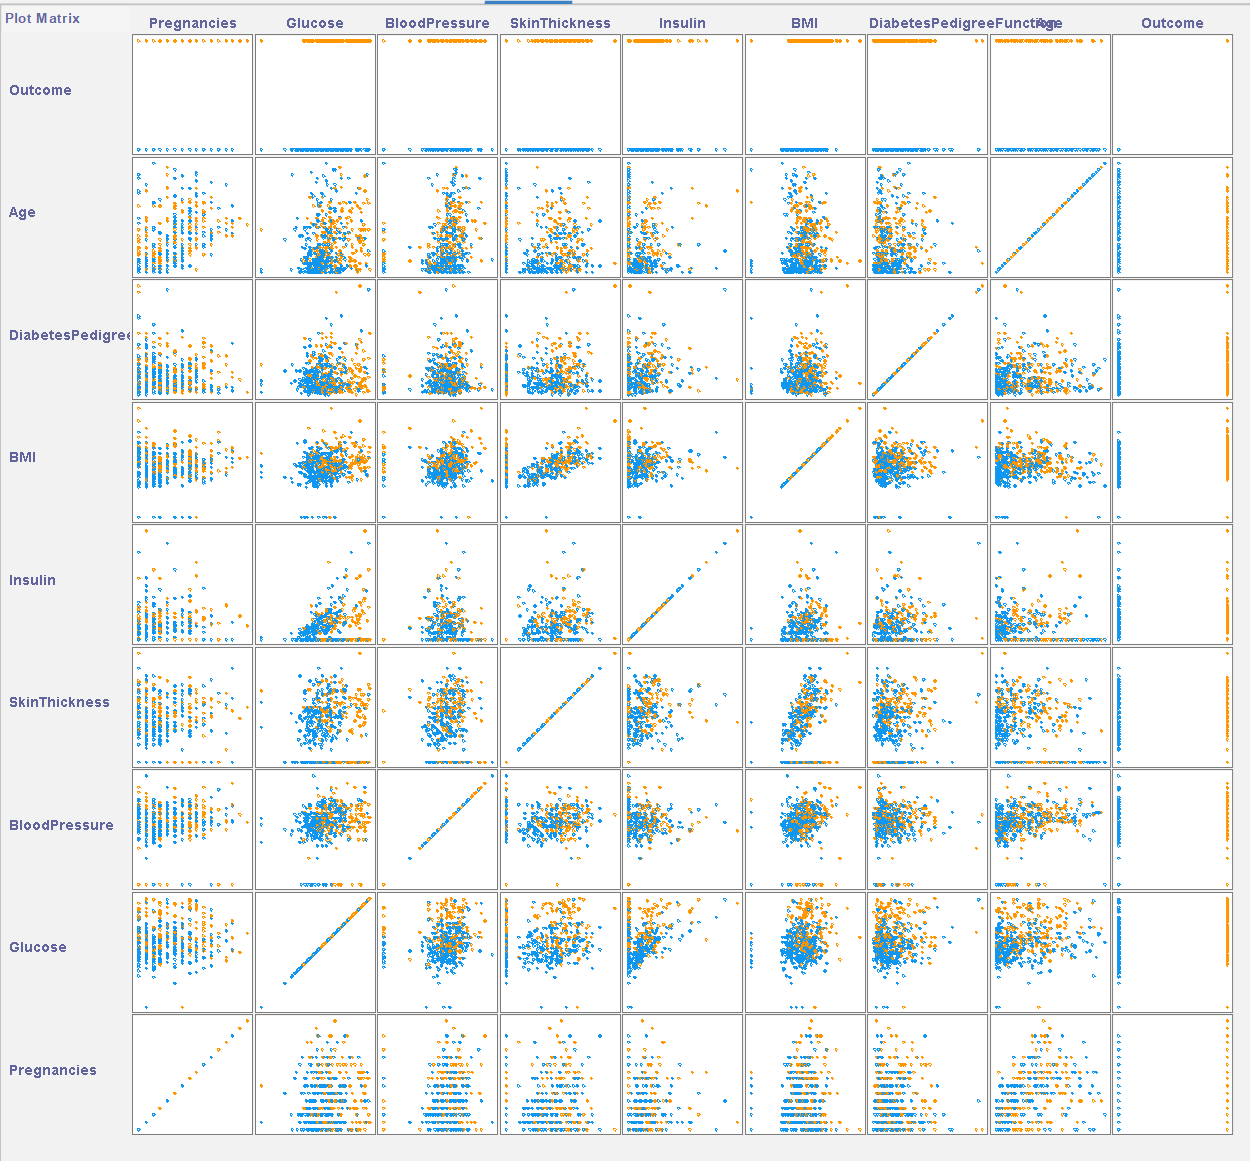 Plot Matrix
Pregnancies Glucose BloodPressure SkinThickness Insulin BMI DiabetesPedigreeFunction Age Outcome
Outcome
Age
DiabetesPedigree
BMI
Insulin
SkinThickness
BloodPressure
Glucose
Pregnancies